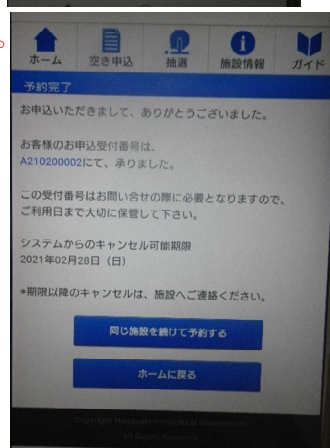 ホーム
空き申込
抽選
施設情報
ガイド
予約完了
お申込いただきまして、ありがとうございました。
お客様のお申込受付番号は、
A210200002にて、承りました。
この受付番号はお問い合せの際に必要となりますので、
ご利用日まで大切に保管して下さい。
システムからのキャンセル可能期限
2021年02月28日（日）
*期限以降のキャンセルは、施設へご連絡ください。
同じ施設を続けて予約する
ホームに戻る
Copyright Nagasaki Prefectural Government
All Rights Reserved